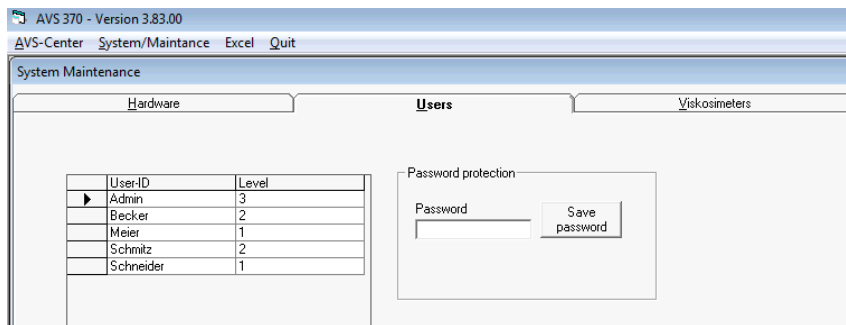 AVS 370 - Version 3.83.00
AVS-Center System/Maintance Excel Quit
System Maintenance
Hardware Users Viskosimeters
User-ID Level
Admin 3
Becker 2
Meier 1
Schmitz 2
Schneider 1
Password protection
Password
Save
password